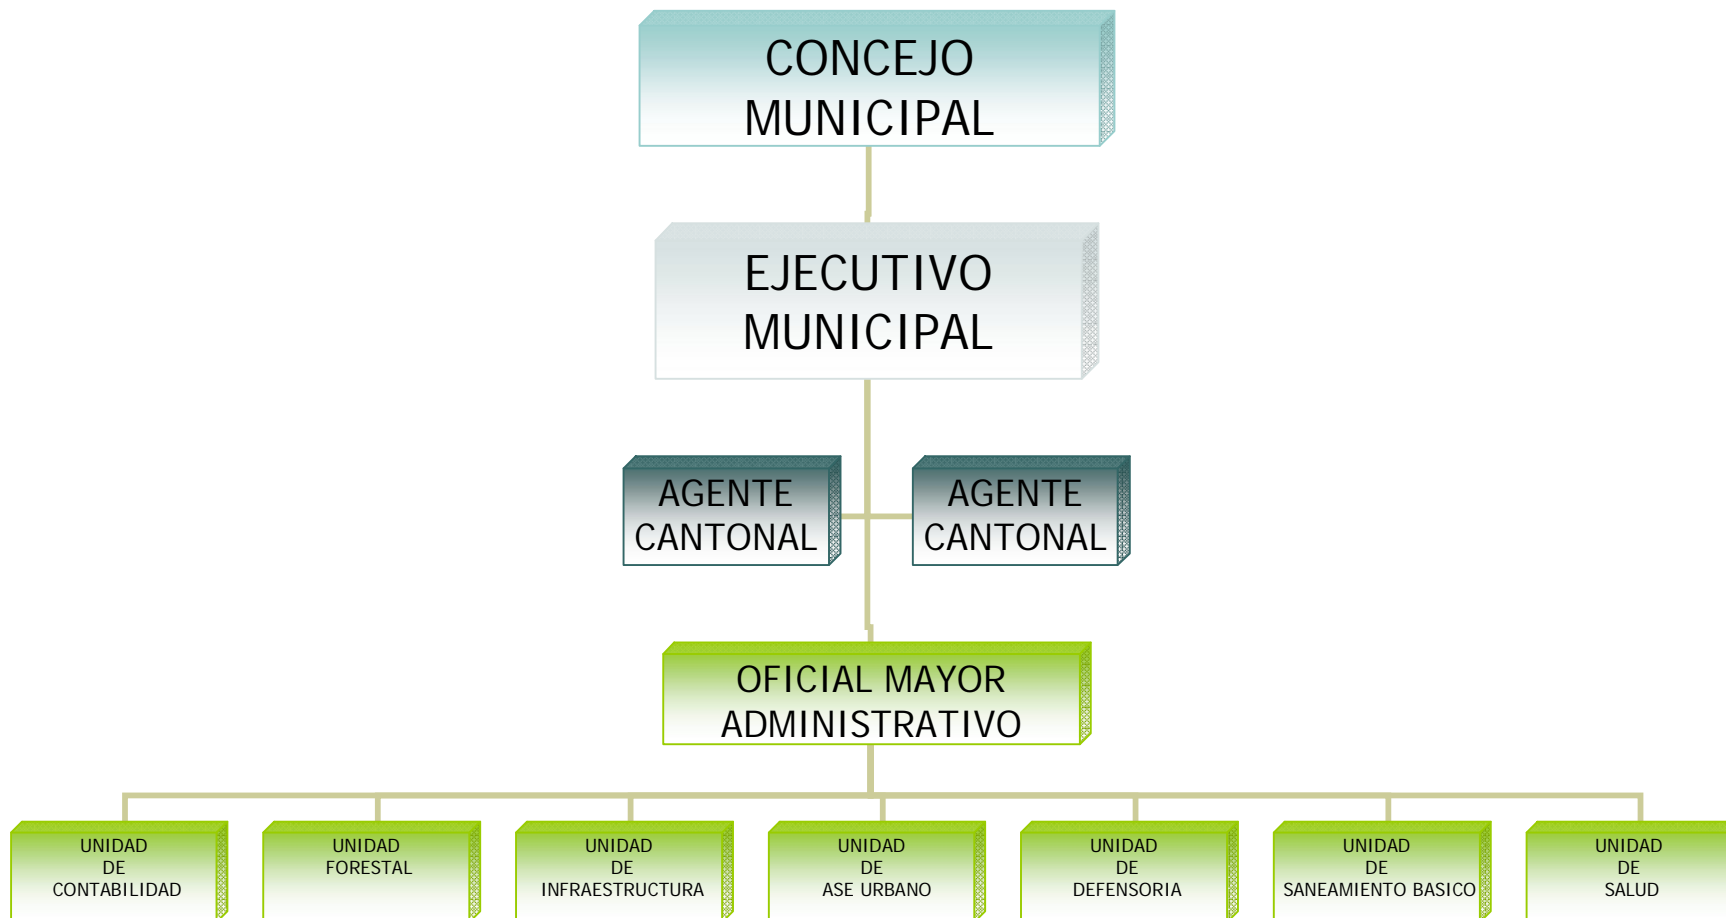 CONCEJO
MUNICIPAL
EJECUTIVO
MUNICIPAL
AGENTE
CANTONAL
AGENTE
CANTONAL
OFICIAL MAYOR
ADMINISTRATIVO
UNIDAD
DE
CONTABILIDAD
UNIDAD
FORESTAL
UNIDAD
DE
INFRAESTRUCTURA
UNIDAD
DE
ASE URBANO
UNIDAD
DE
DEFENSORIA
UNIDAD
DE
SANEAMIENTO BASICO
UNIDAD
DE
SALUD